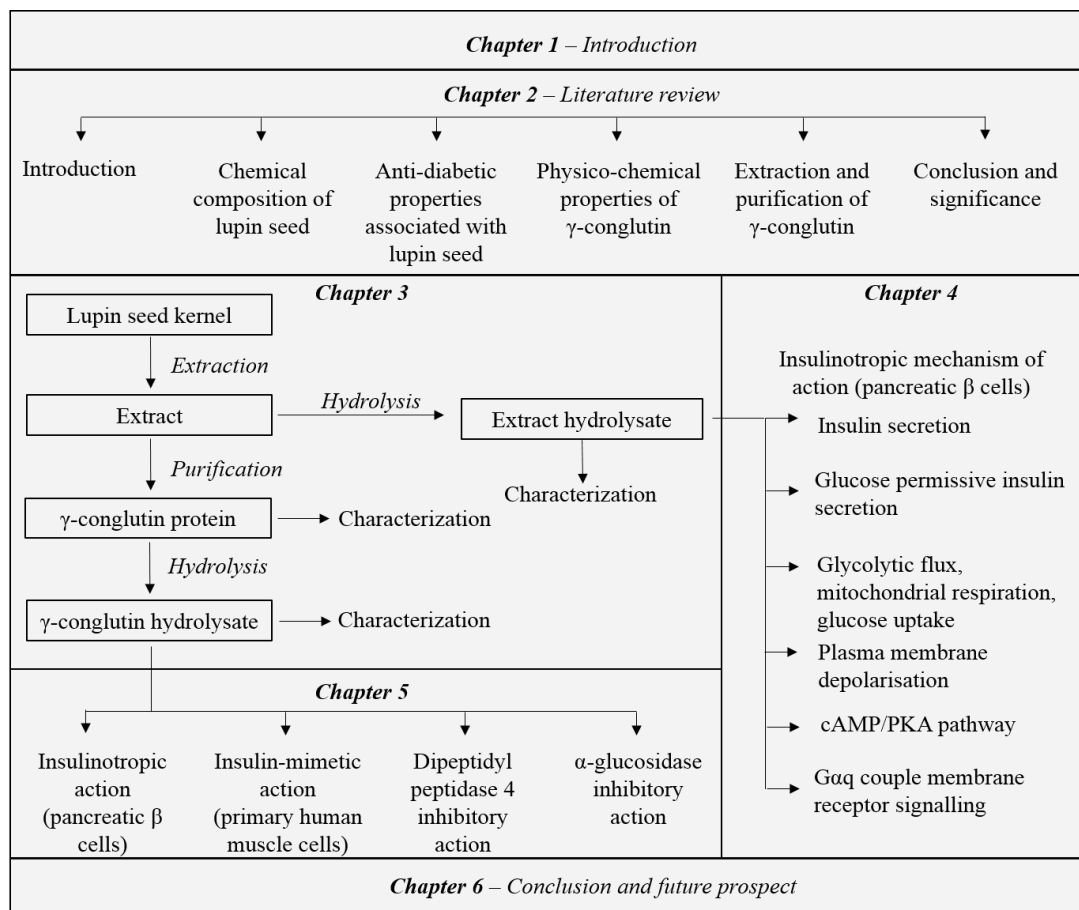 Chapter 1 – Introduction
Chapter 2 – Literature review
Introduction
Chemical
composition of
lupin seed
Anti-diabetic
properties
associated with
lupin seed
Physico-chemical
properties of
γ-conglutin
Extraction and
purification of
γ-conglutin
Conclusion and
significance
Chapter 3
Lupin seed kernel
Extraction
Extract
Hydrolysis
Extract hydrolysate
Characterization
Purification
γ-conglutin protein
Characterization
Hydrolysis
γ-conglutin hydrolysate
Characterization
Chapter 4
Insulinotropic mechanism of
action (pancreatic β cells)
Insulin secretion
Glucose permissive insulin
secretion
Glycolytic flux,
mitochondrial respiration,
glucose uptake
Plasma membrane
depolarisation
cAMP/PKA pathway
Gαq couple membrane
receptor signalling
Chapter 5
Insulinotropic
action
(pancreatic β
cells)
Insulin-mimetic
action
(primary human
muscle cells)
Dipeptidyl
peptidase 4
inhibitory
action
α-glucosidase
inhibitory
action
Chapter 6 – Conclusion and future prospect